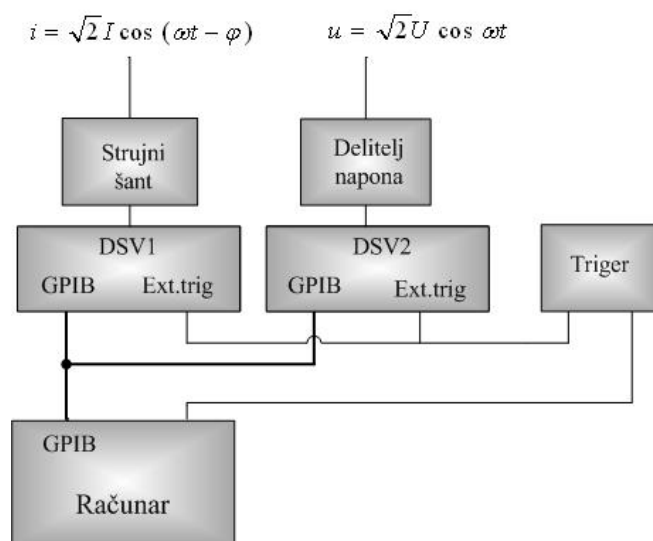 i = √2 I cos (ωt − φ)
u = √2 U cos ωt
Strujni
šant
Delitelj
napona
DSV1
GPIB Ext.trig
DSV2
GPIB Ext.trig
Triger
GPIB
Računar